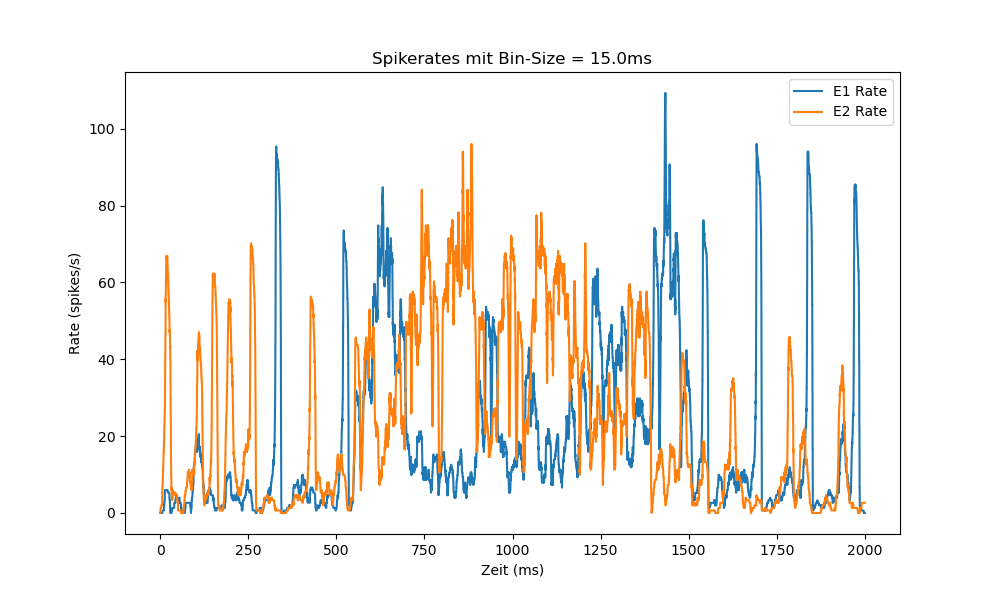 Spikerates mit Bin-Size = 15.0ms
E1 Rate
E2 Rate
Rate (spikes/s)
100
80
60
40
20
0
0 250 500 750 1000 1250 1500 1750 2000
Zeit (ms)